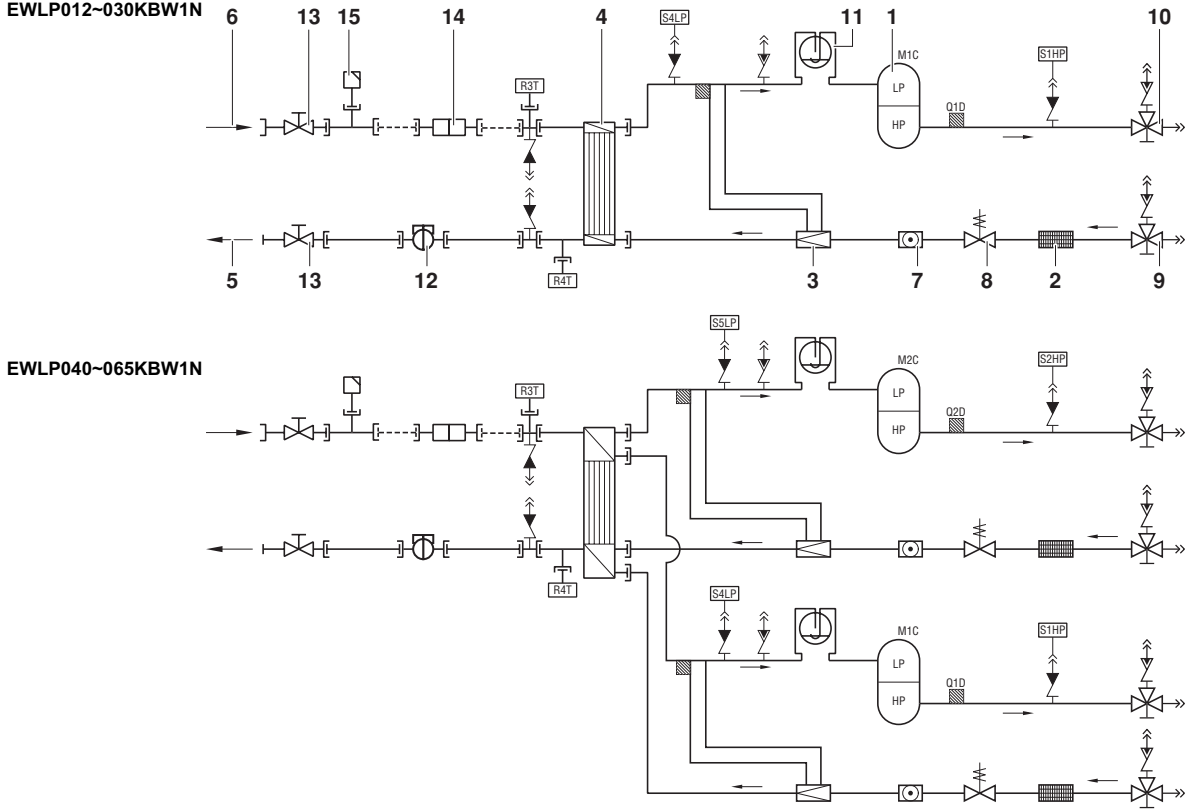 EWLP012~030KBW1N
6 13 15 14 4 S4LP 11 1 10
M1C
S1HP
R3T
LP
Q1D
HP
5 13 12 R4T 3 7 8 2 9
EWLP040~065KBW1N
S5LP
M2C
S2HP
R3T
LP
Q2D
HP
R4T
S4LP
M1C
S1HP
LP
Q1D
HP